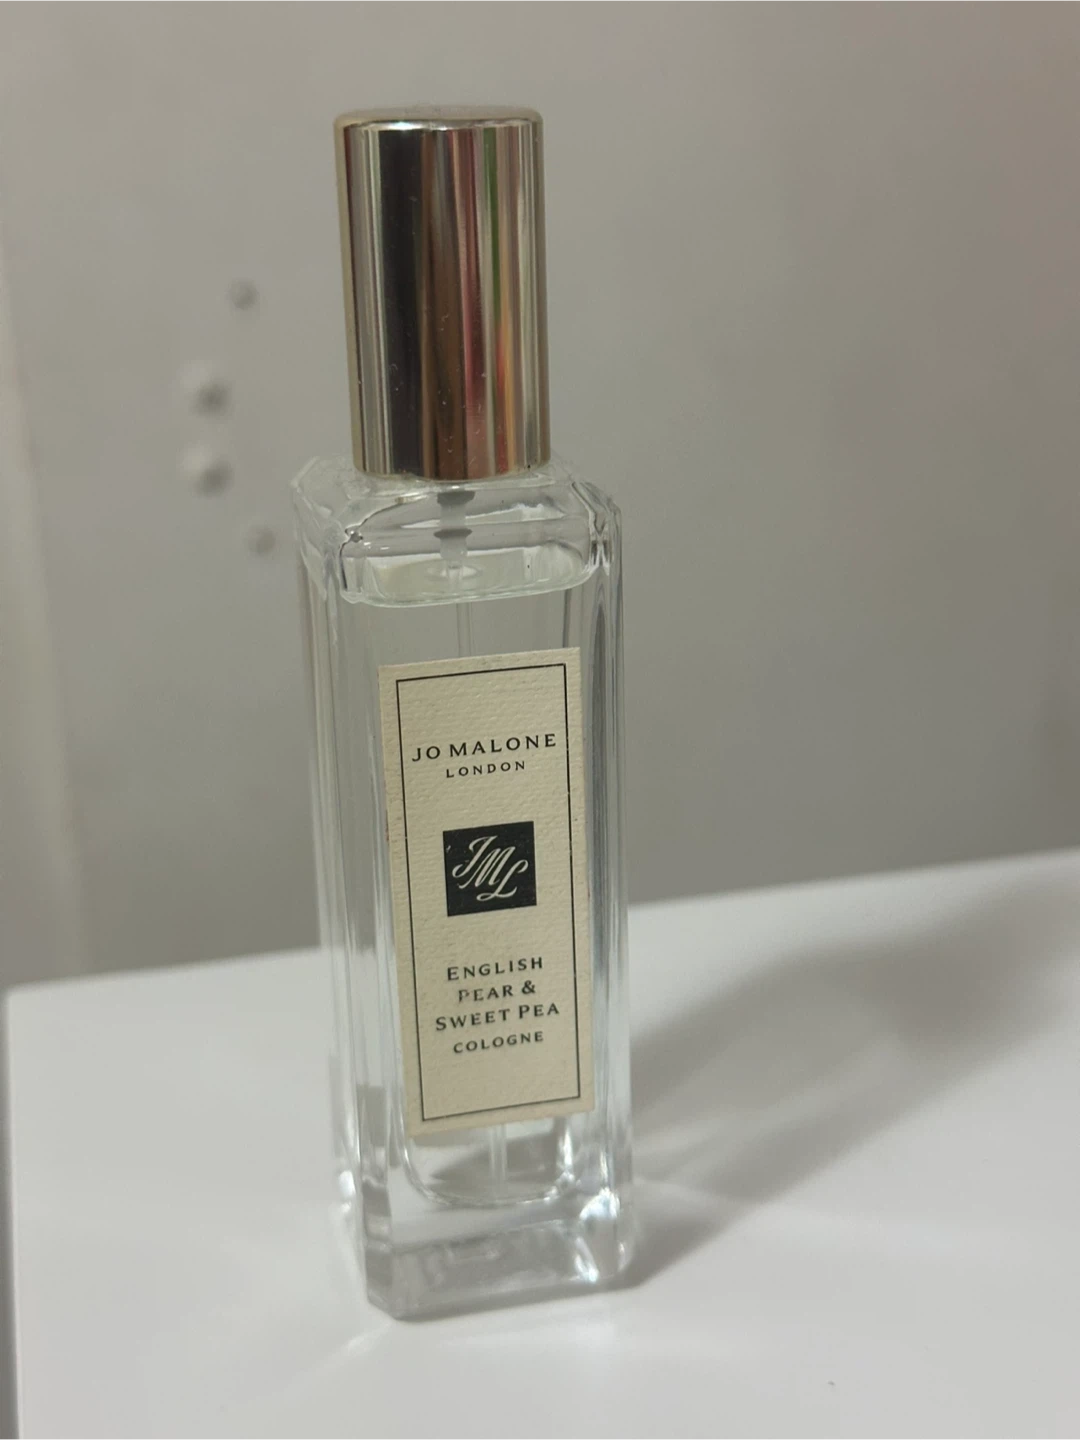 JO MALONE
LONDON
JML
ENGLISH
PEAR &
SWEET PEA
COLOGNE